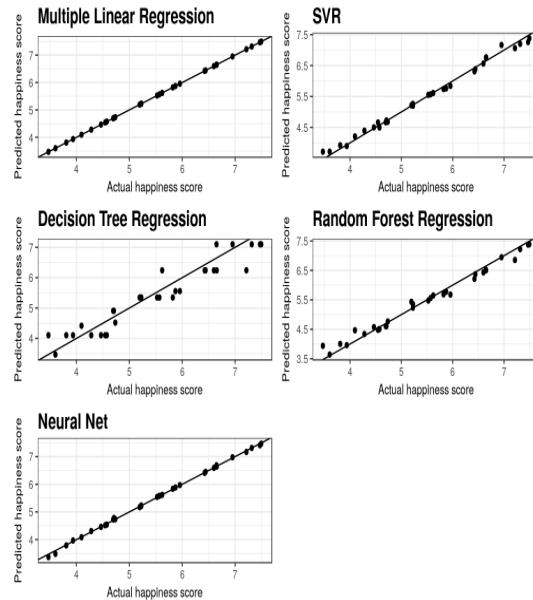 Multiple Linear Regression
Predicted happiness score
7
6
5
4
4 5 6 7
Actual happiness score
SVR
Predicted happiness score
7.5
6.5
5.5
4.5
4 5 6 7
Actual happiness score
Decision Tree Regression
Predicted happiness score
7
6
5
4
4 5 6 7
Actual happiness score
Random Forest Regression
Predicted happiness score
7.5
6.5
5.5
4.5
3.5
4 5 6 7
Actual happiness score
Neural Net
Predicted happiness score
7
6
5
4
4 5 6 7
Actual happiness score